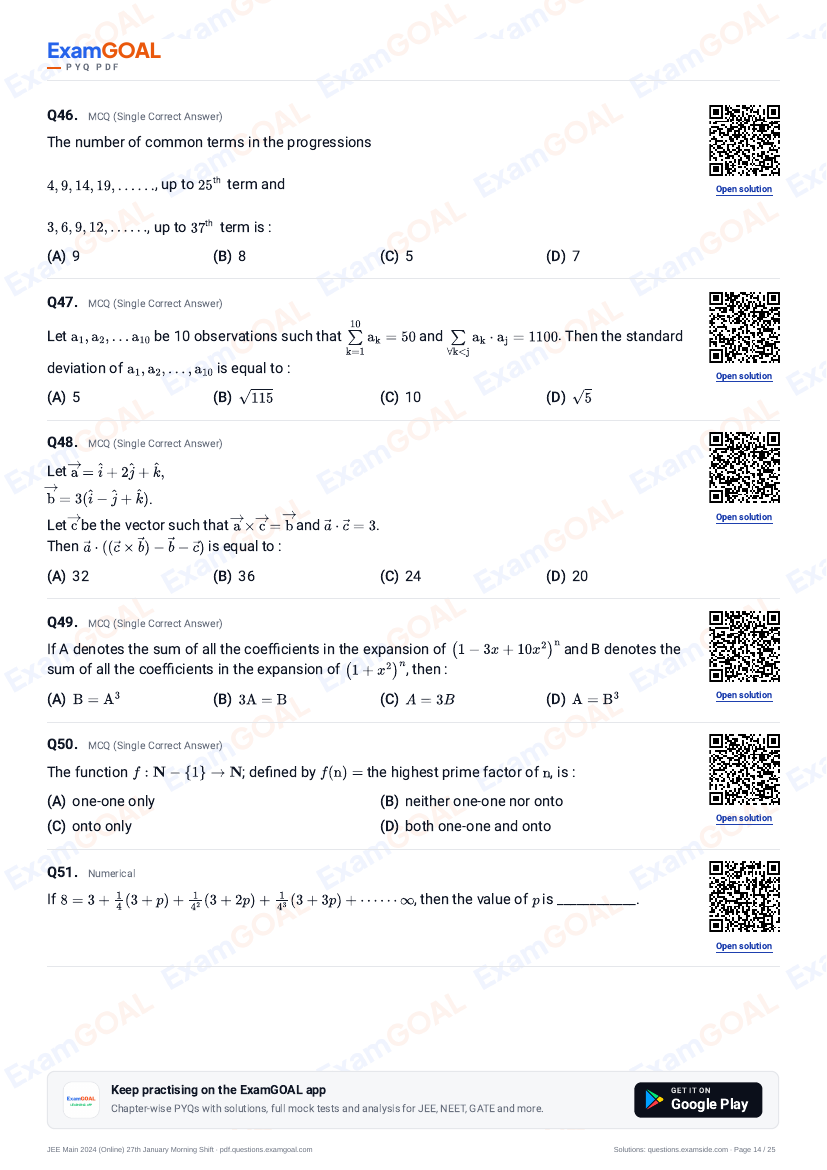 ExamGOAL
PYQ PDF
Q46. MCQ (Single Correct Answer)
The number of common terms in the progressions
4, 9, 14, 19, ......, up to 25ᵗʰ term and
3, 6, 9, 12, ......, up to 37ᵗʰ term is :
(A) 9 (B) 8 (C) 5 (D) 7
Open solution
Q47. MCQ (Single Correct Answer)
Let a₁, a₂, ... a₁₀ be 10 observations such that ∑_{k=1}^{10} aₖ = 50 and ∑_{∀k<j} aₖ · aⱼ = 1100. Then the standard
deviation of a₁, a₂, ..., a₁₀ is equal to :
(A) 5 (B) √115 (C) 10 (D) √5
Open solution
Q48. MCQ (Single Correct Answer)
Let a⃗ = î + 2ĵ + k̂,
b⃗ = 3(î − ĵ + k̂).
Let c⃗ be the vector such that a⃗ × c⃗ = b⃗ and a⃗ · c⃗ = 3.
Then a⃗ · ((c⃗ × b⃗) − b⃗ − c⃗) is equal to :
(A) 32 (B) 36 (C) 24 (D) 20
Open solution
Q49. MCQ (Single Correct Answer)
If A denotes the sum of all the coefficients in the expansion of (1 − 3x + 10x²)ⁿ and B denotes the
sum of all the coefficients in the expansion of (1 + x²)ⁿ, then :
(A) B = A³ (B) 3A = B (C) A = 3B (D) A = B³
Open solution
Q50. MCQ (Single Correct Answer)
The function f : N − {1} → N; defined by f(n) = the highest prime factor of n, is :
(A) one-one only (B) neither one-one nor onto
(C) onto only (D) both one-one and onto
Open solution
Q51. Numerical
If 8 = 3 + 1/4 (3 + p) + 1/4² (3 + 2p) + 1/4³ (3 + 3p) + ······ ∞, then the value of p is ____________.
Open solution
Keep practising on the ExamGOAL app
Chapter-wise PYQs with solutions, full mock tests and analysis for JEE, NEET, GATE and more.
GET IT ON
Google Play
JEE Main 2024 (Online) 27th January Morning Shift · pdf.questions.examgoal.com
Solutions: questions.examside.com · Page 14 / 25